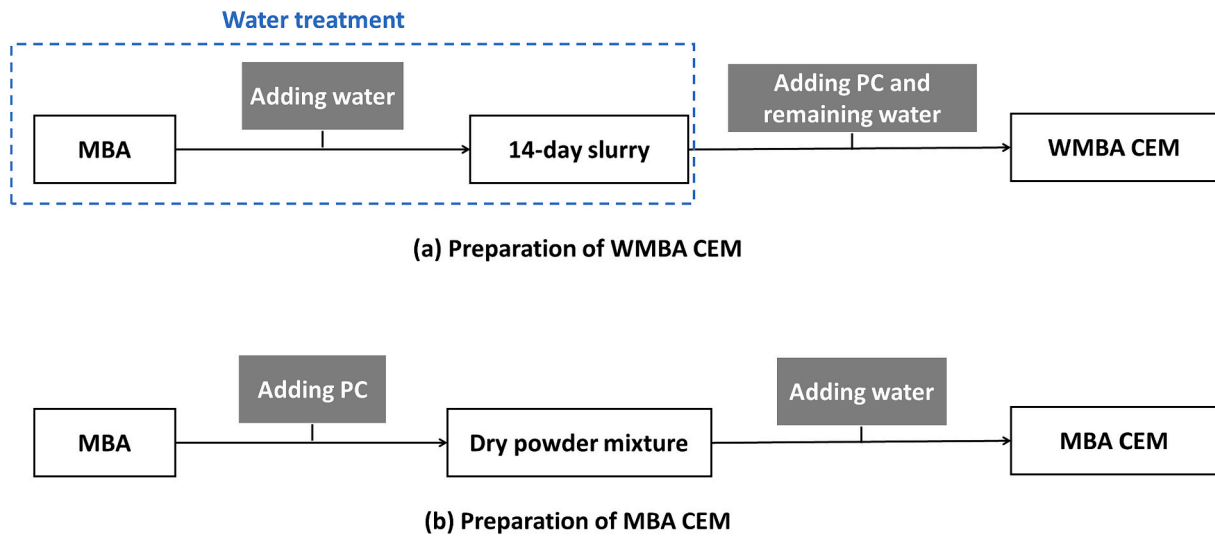 Water treatment
Adding water
Adding PC and
remaining water
MBA
14-day slurry
WMBA CEM
(a) Preparation of WMBA CEM
Adding PC
Adding water
MBA
Dry powder mixture
MBA CEM
(b) Preparation of MBA CEM